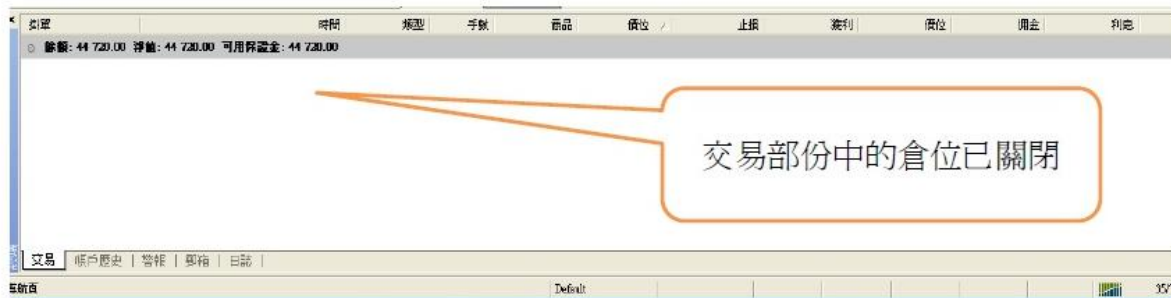 訂單 時間 類型 手數 商品 價位 / 止損 獲利 價位 佣金 利息
餘額: 44 720.00 淨值: 44 720.00 可用保證金: 44 720.00
交易部份中的倉位已關閉
交易 | 帳戶歷史 | 警報 | 郵箱 | 日誌 |
Default